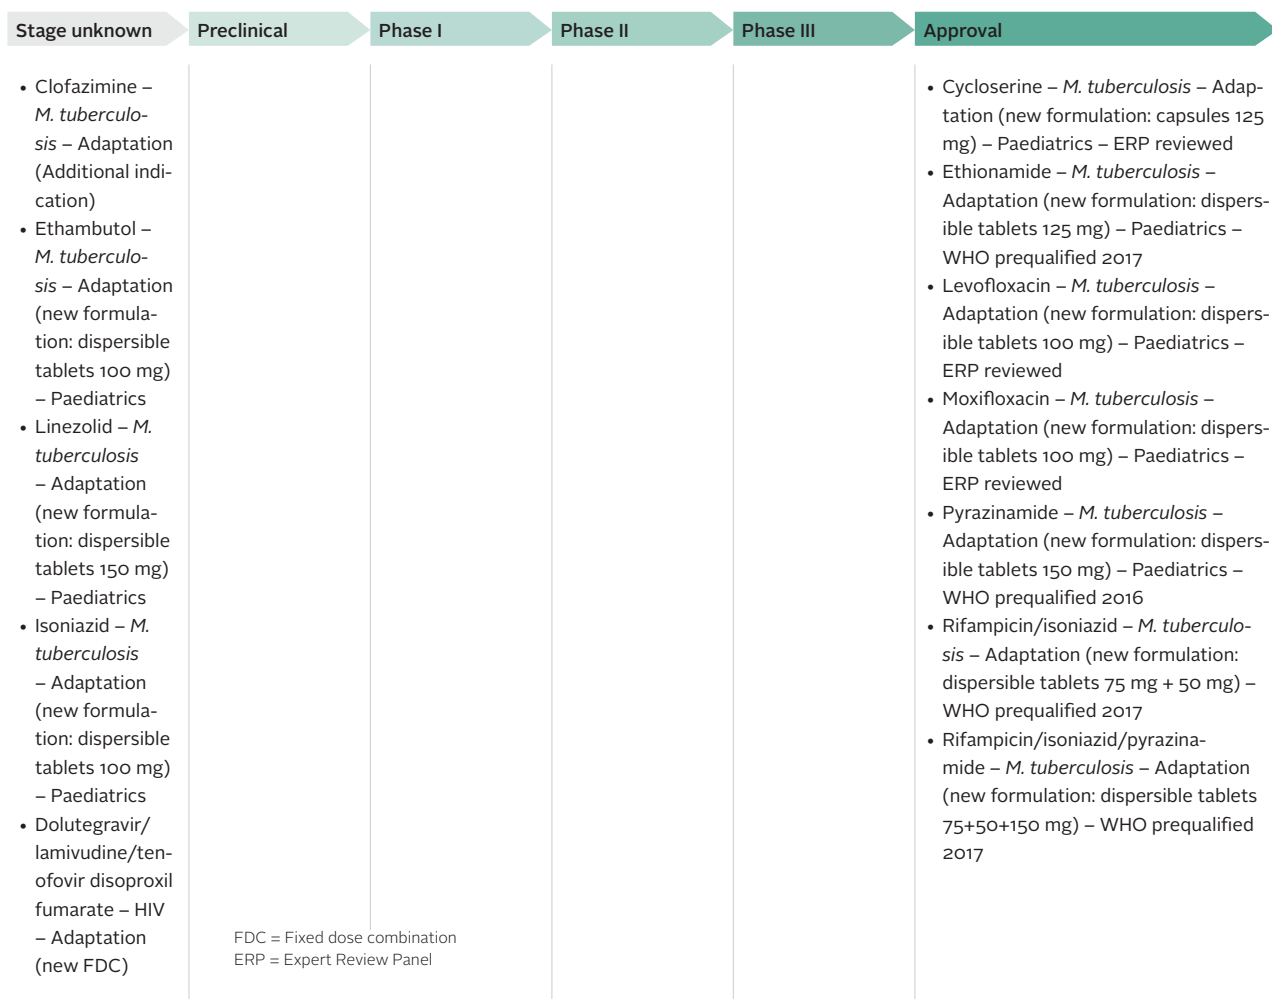 Stage unknown
Preclinical
Phase I
Phase II
Phase III
Approval
• Clofazimine –
M. tuberculo-
sis – Adaptation
(Additional indi-
cation)
• Ethambutol –
M. tuberculo-
sis – Adaptation
(new formula-
tion: dispersible
tablets 100 mg)
– Paediatrics
• Linezolid – M.
tuberculosis
– Adaptation
(new formula-
tion: dispersible
tablets 150 mg)
– Paediatrics
• Isoniazid – M.
tuberculosis
– Adaptation
(new formula-
tion: dispersible
tablets 100 mg)
– Paediatrics
• Dolutegravir/
lamivudine/ten-
ofovir disoproxil
fumarate – HIV
– Adaptation
(new FDC)
FDC = Fixed dose combination
ERP = Expert Review Panel
• Cycloserine – M. tuberculosis – Adap-
tation (new formulation: capsules 125
mg) – Paediatrics – ERP reviewed
• Ethionamide – M. tuberculosis –
Adaptation (new formulation: dispers-
ible tablets 125 mg) – Paediatrics –
WHO prequalified 2017
• Levofloxacin – M. tuberculosis –
Adaptation (new formulation: dispers-
ible tablets 100 mg) – Paediatrics –
ERP reviewed
• Moxifloxacin – M. tuberculosis –
Adaptation (new formulation: dispers-
ible tablets 100 mg) – Paediatrics –
ERP reviewed
• Pyrazinamide – M. tuberculosis –
Adaptation (new formulation: dispers-
ible tablets 150 mg) – Paediatrics –
WHO prequalified 2016
• Rifampicin/isoniazid – M. tuberculo-
sis – Adaptation (new formulation:
dispersible tablets 75 mg + 50 mg) –
WHO prequalified 2017
• Rifampicin/isoniazid/pyrazina-
mide – M. tuberculosis – Adaptation
(new formulation: dispersible tablets
75+50+150 mg) – WHO prequalified
2017